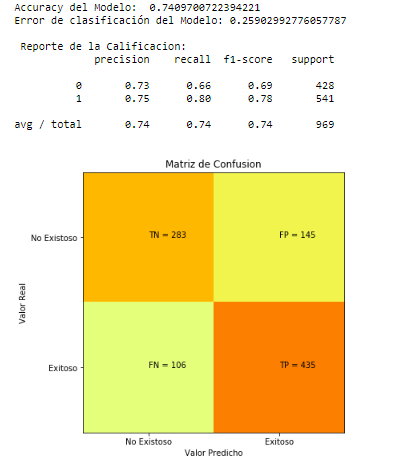 Accuracy del Modelo: 0.7409700722394221
Error de clasificación del Modelo: 0.25902992776057787
Reporte de la Calificacion:
precision recall f1-score support
0 0.73 0.66 0.69 428
1 0.75 0.80 0.78 541
avg / total 0.74 0.74 0.74 969
Matriz de Confusion
No Existoso
TN = 283
FP = 145
Valor Real
Exitoso
FN = 106
TP = 435
No Existoso
Exitoso
Valor Predicho